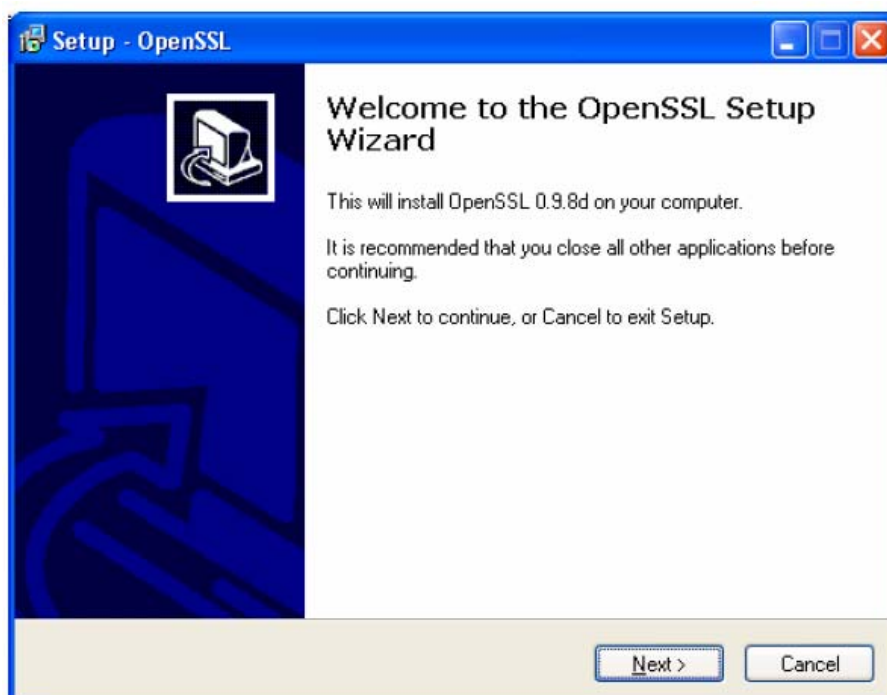 Setup - OpenSSL
Welcome to the OpenSSL Setup
Wizard
This will install OpenSSL 0.9.8d on your computer.
It is recommended that you close all other applications before
continuing.
Click Next to continue, or Cancel to exit Setup.
Next >
Cancel